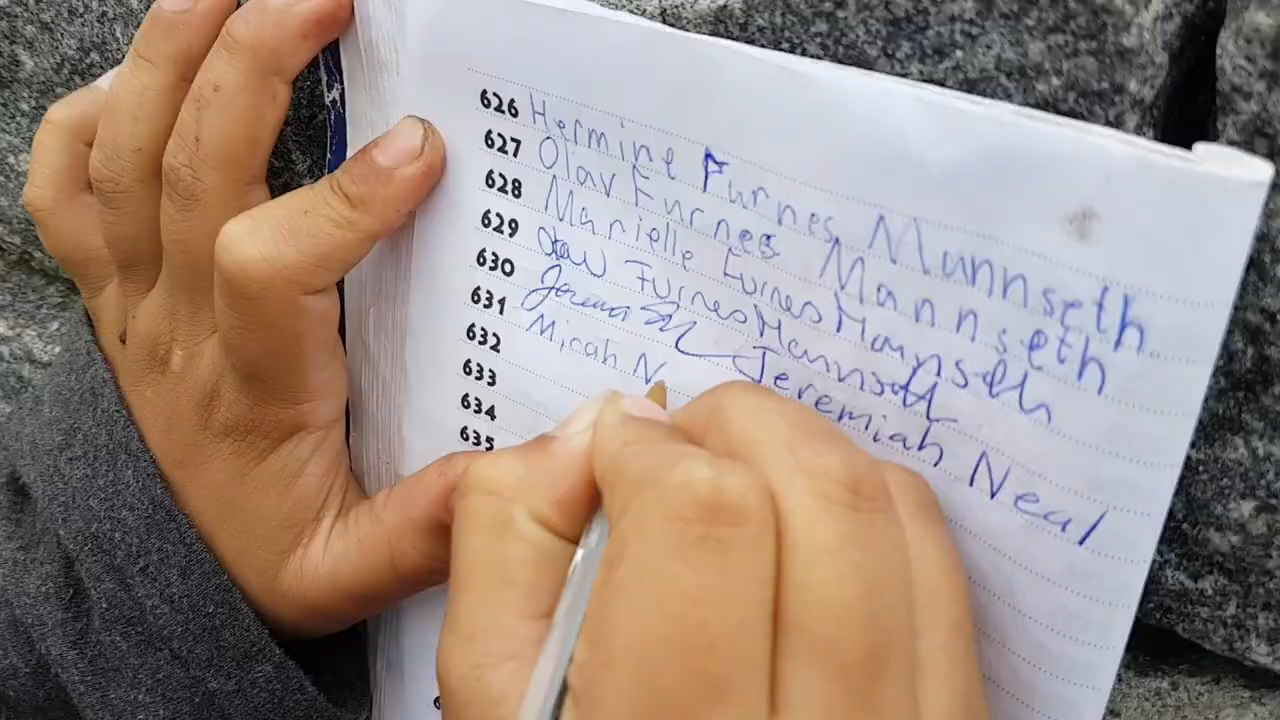 626 Hermine Furnes Mannseth
627 Olav Furnes Mannseth
628 Marielle Furnes Mannseth
629 Furnes Mannseth
630 Jeremiah Neal
631 Micah N
632
633
634
635